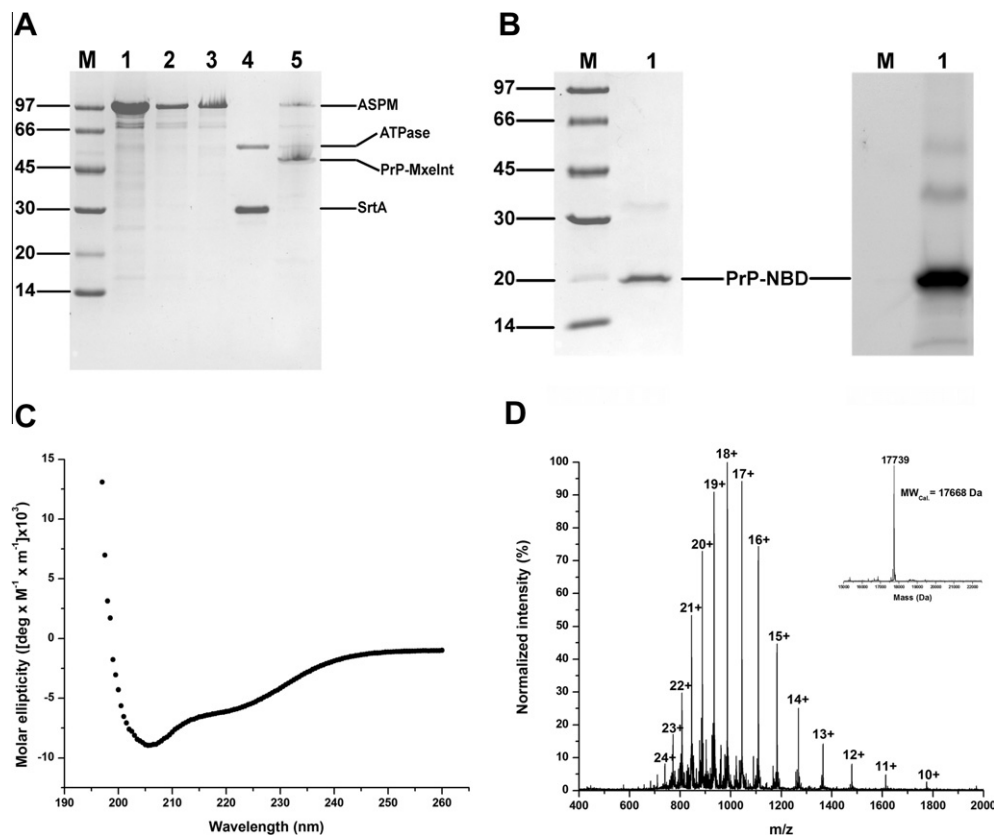 A
M 1 2 3 4 5
97
66
45
30
20
14
ASPM
ATPase
PrP-MxeInt
SrtA
B
M 1
M 1
97
66
45
30
20
14
PrP-NBD
C
Molar ellipticity ([deg x M⁻¹ x m⁻¹]x10³)
15
10
5
0
-5
-10
190 200 210 220 230 240 250 260
Wavelength (nm)
D
Normalized intensity (%)
100
90
80
70
60
50
40
30
20
10
0
18+
17+
19+
16+
20+
21+
15+
22+
14+
23+
13+
24+
12+
11+
10+
400 600 800 1000 1200 1400 1600 1800 2000
m/z
17739
MW Cal. = 17668 Da
Mass (Da)